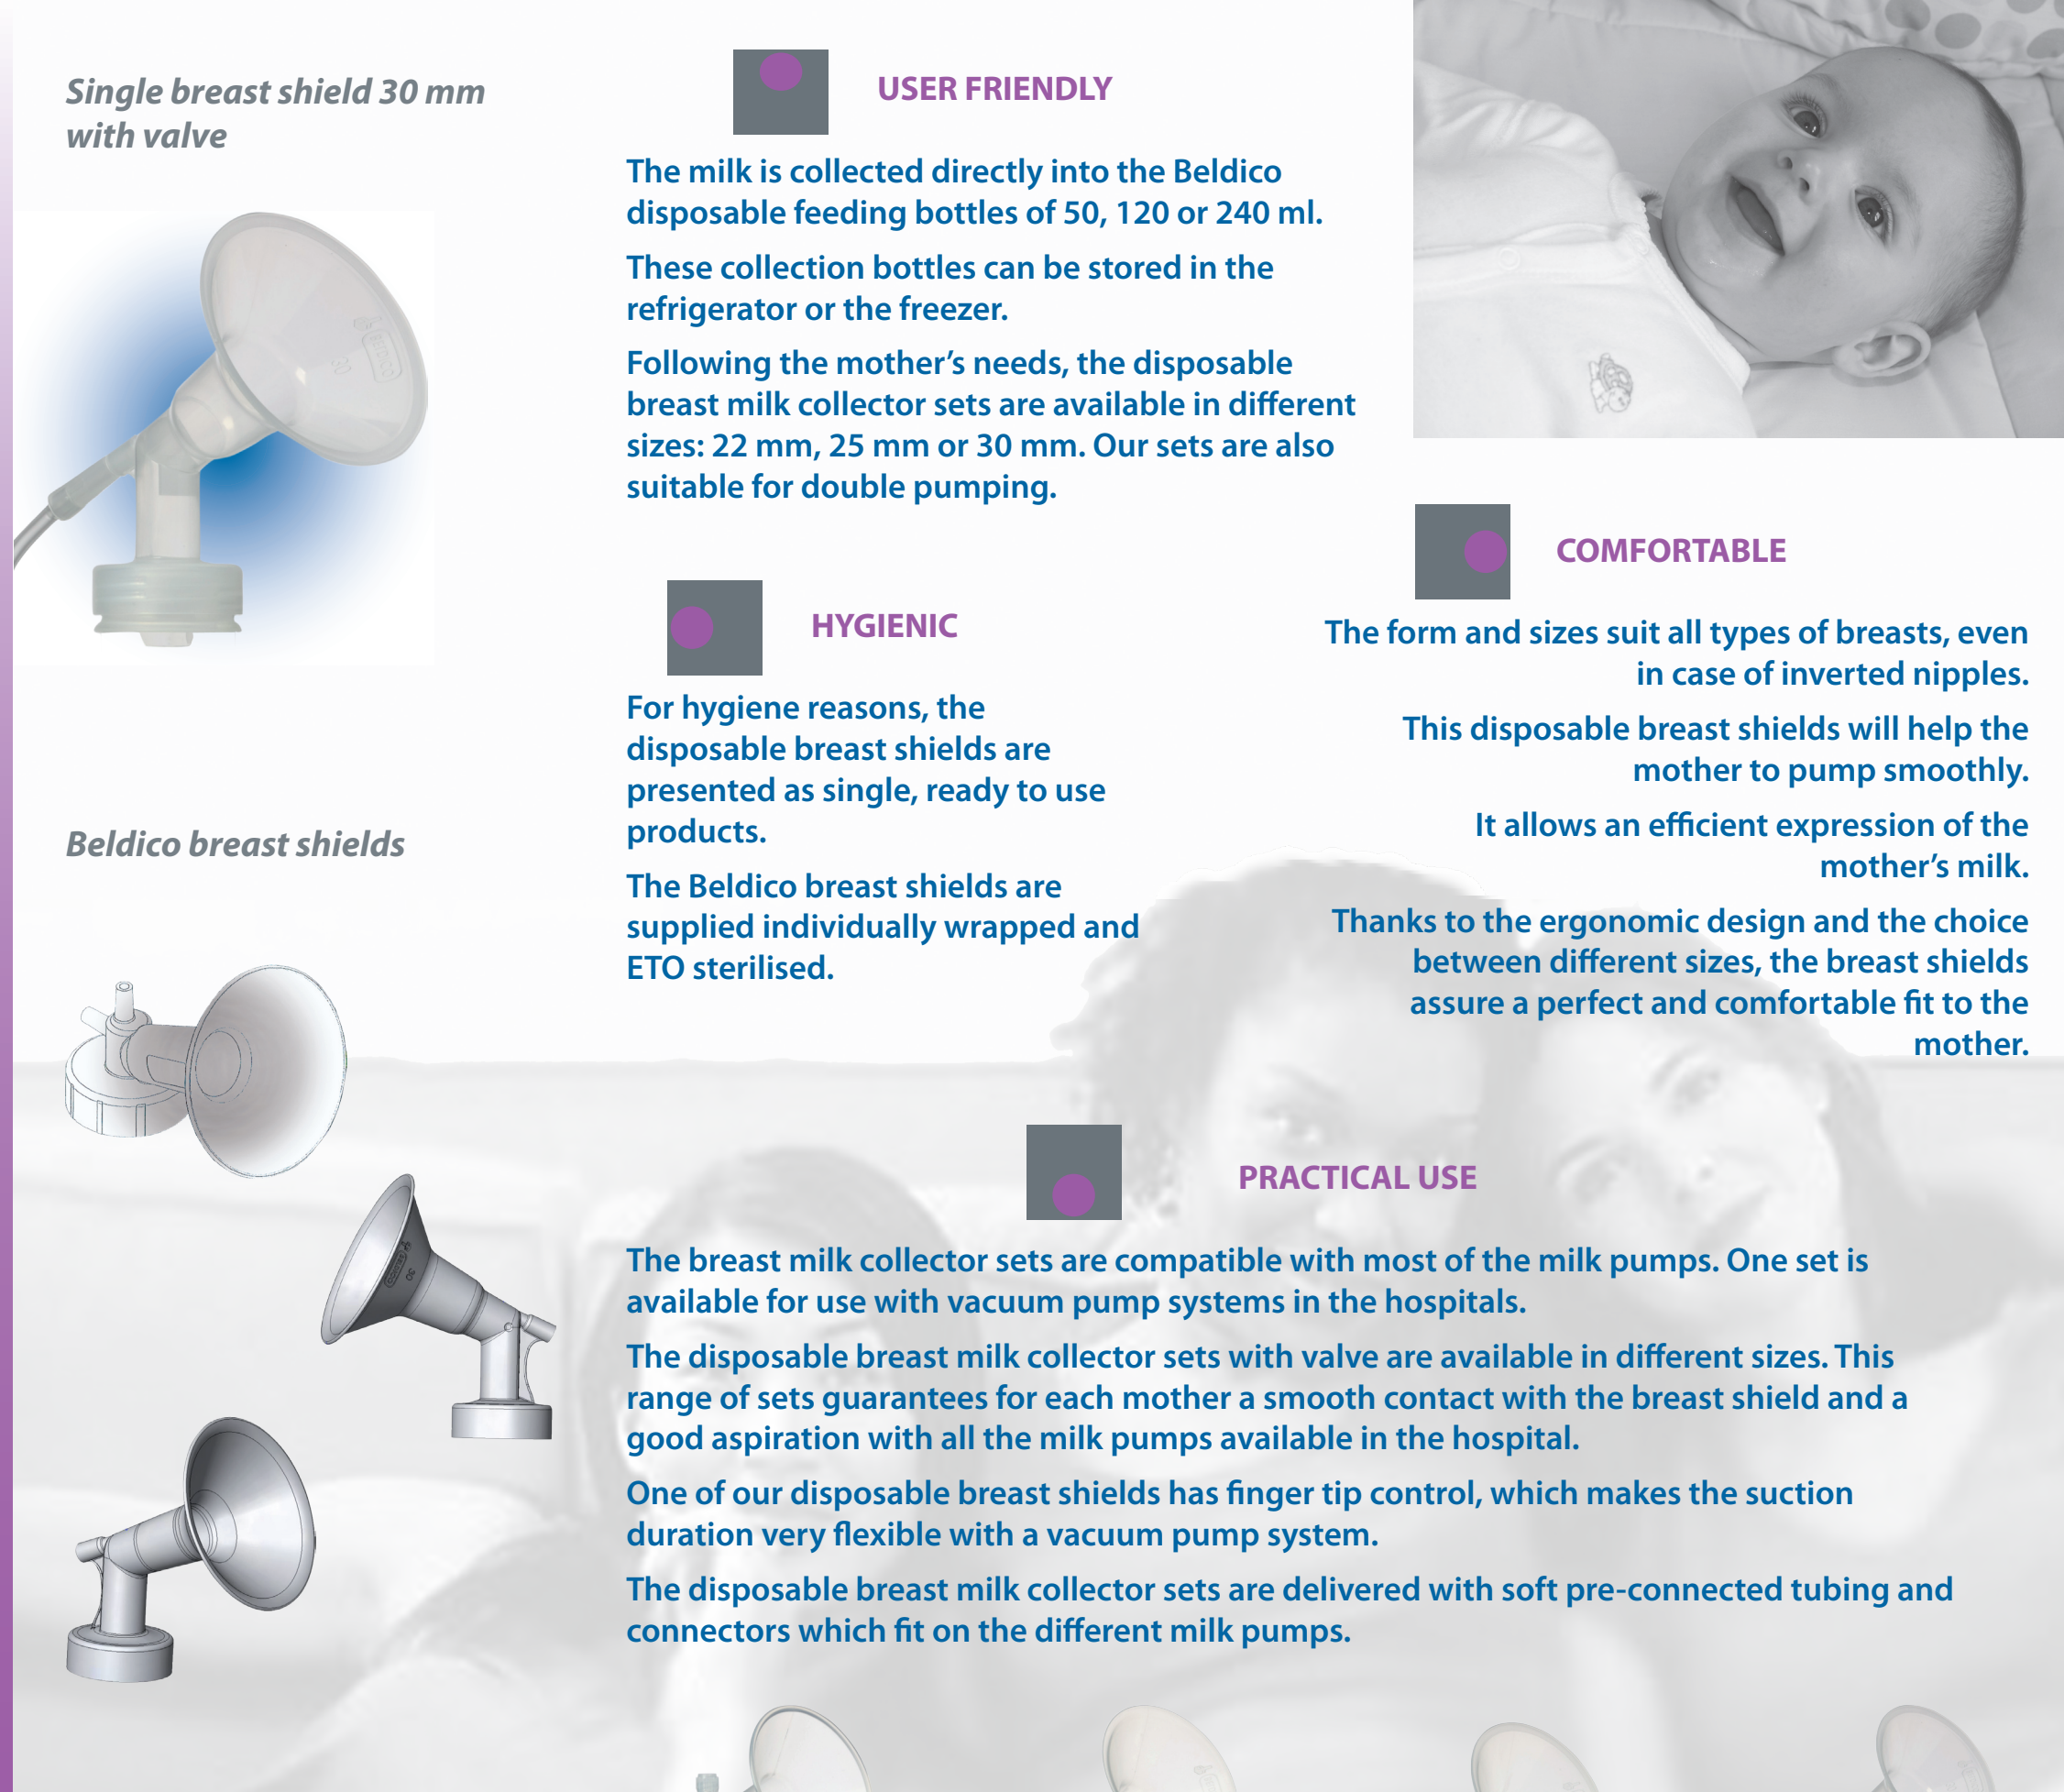 Single breast shield 30 mm
with valve
USER FRIENDLY
The milk is collected directly into the Beldico
disposable feeding bottles of 50, 120 or 240 ml.
These collection bottles can be stored in the
refrigerator or the freezer.
Following the mother’s needs, the disposable
breast milk collector sets are available in different
sizes: 22 mm, 25 mm or 30 mm. Our sets are also
suitable for double pumping.
HYGIENIC
For hygiene reasons, the
disposable breast shields are
presented as single, ready to use
products.
The Beldico breast shields are
supplied individually wrapped and
ETO sterilised.
COMFORTABLE
The form and sizes suit all types of breasts, even
in case of inverted nipples.
This disposable breast shields will help the
mother to pump smoothly.
It allows an efficient expression of the
mother’s milk.
Thanks to the ergonomic design and the choice
between different sizes, the breast shields
assure a perfect and comfortable fit to the
mother.
Beldico breast shields
PRACTICAL USE
The breast milk collector sets are compatible with most of the milk pumps. One set is
available for use with vacuum pump systems in the hospitals.
The disposable breast milk collector sets with valve are available in different sizes. This
range of sets guarantees for each mother a smooth contact with the breast shield and a
good aspiration with all the milk pumps available in the hospital.
One of our disposable breast shields has finger tip control, which makes the suction
duration very flexible with a vacuum pump system.
The disposable breast milk collector sets are delivered with soft pre-connected tubing and
connectors which fit on the different milk pumps.
BELDICO
30
BELDICO
30